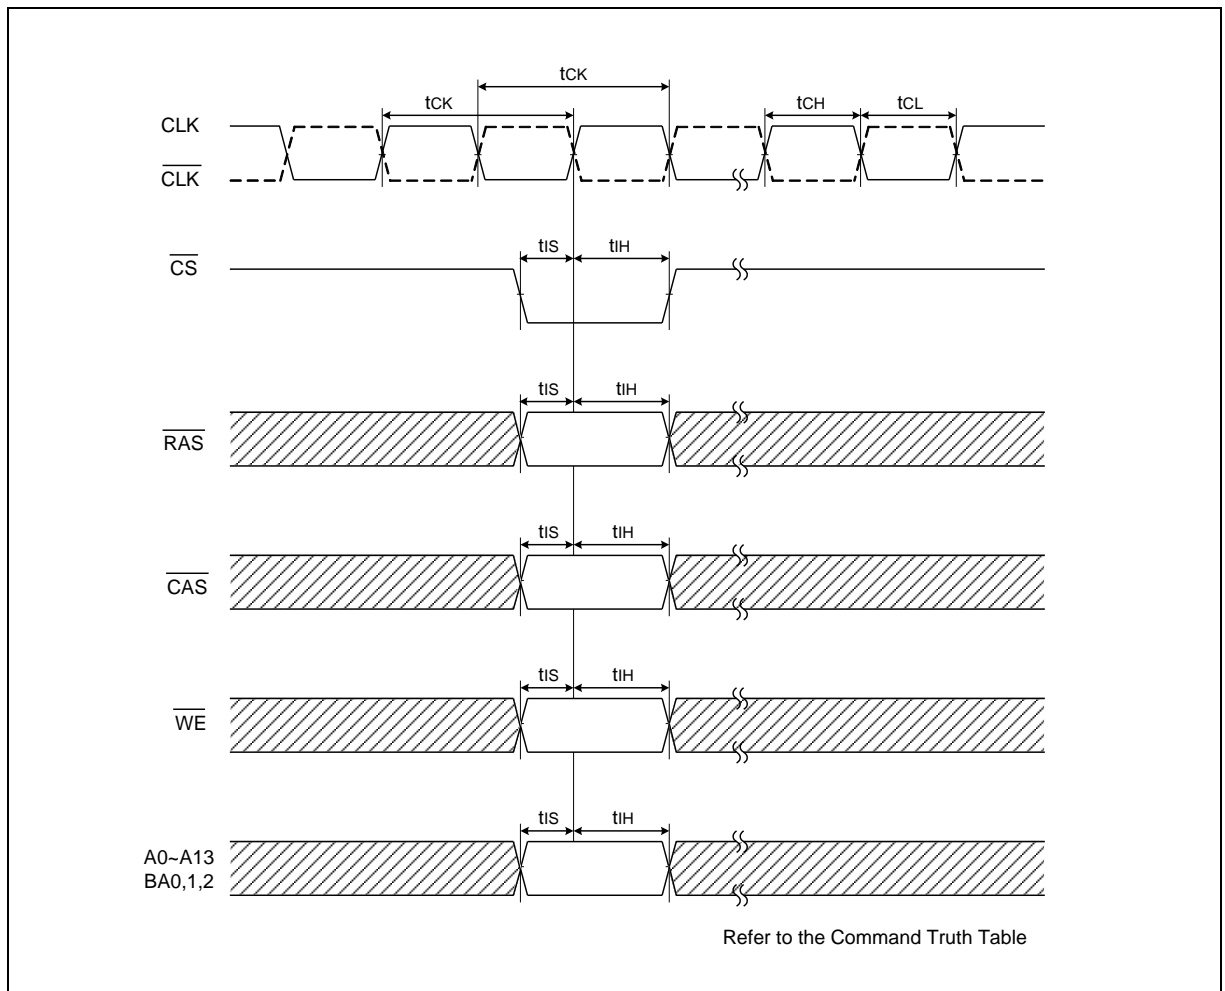 tCK
tCK
tCH
tCL
CLK
CLK
tIS
tIH
CS
tIS
tIH
RAS
tIS
tIH
CAS
tIS
tIH
WE
tIS
tIH
A0~A13
BA0,1,2
Refer to the Command Truth Table